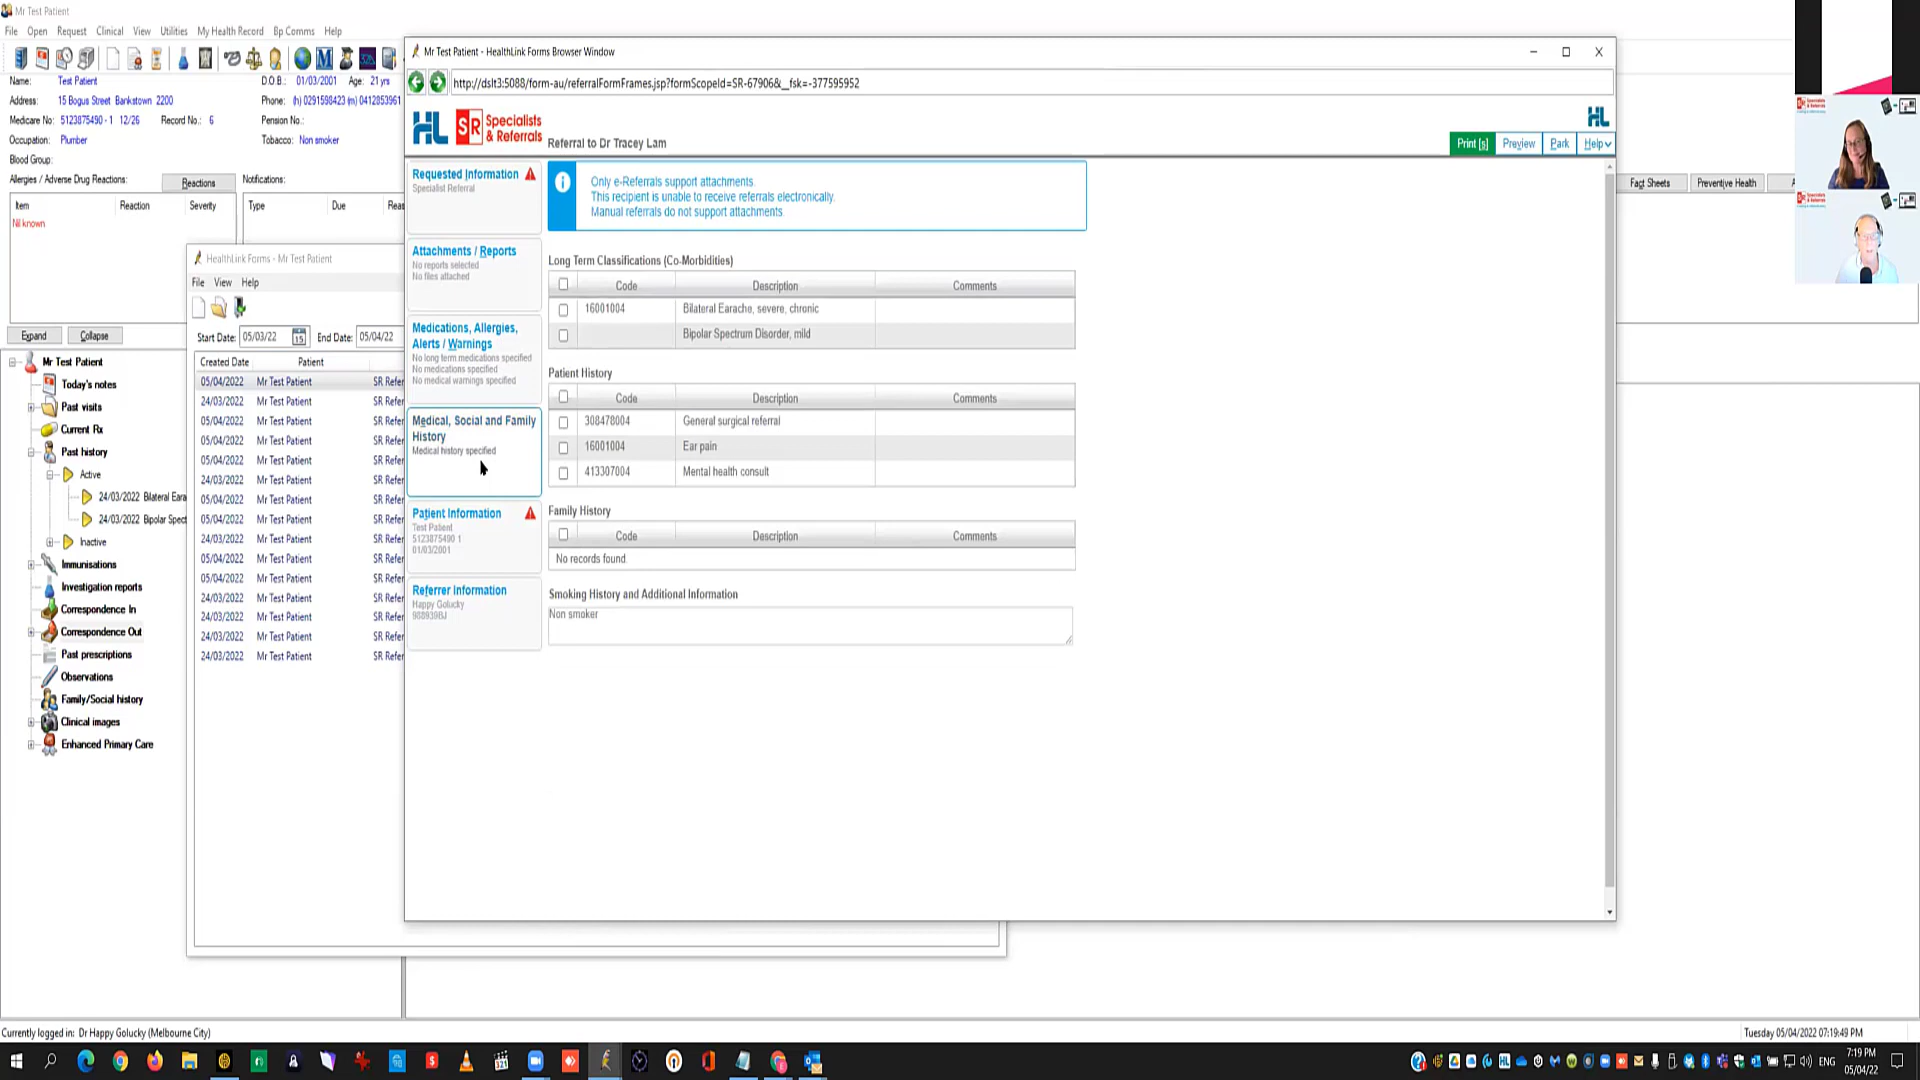 Mr Test Patient
File Open Request Clinical View Utilities My Health Record Bp Comms Help
Name: Test Patient D.O.B.: 01/03/2001 Age: 21 yrs
Address: 15 Bogus Street Bankstown 2200 Phone: (h) 0291598423 (m) 0412853961
Medicare No: 5123875490 - 1 12/26 Record No.: 6 Pension No.:
Occupation: Plumber Tobacco: Non smoker
Blood Group:
Allergies / Adverse Drug Reactions: Reactions Notifications:
Item Reaction Severity Type Due Reas
Nil known
Expand Collapse
Mr Test Patient
Today's notes
Past visits
Current Rx
Past history
Active
24/03/2022 Bilateral Eara
24/03/2022 Bipolar Spect
Inactive
Immunisations
Investigation reports
Correspondence In
Correspondence Out
Past prescriptions
Observations
Family/Social history
Clinical images
Enhanced Primary Care
HealthLink Forms - Mr Test Patient
File View Help
Start Date: 05/03/22 15 End Date: 05/04/22
Created Date Patient
05/04/2022 Mr Test Patient SR Refer
24/03/2022 Mr Test Patient SR Refer
05/04/2022 Mr Test Patient SR Refer
05/04/2022 Mr Test Patient SR Refer
05/04/2022 Mr Test Patient SR Refer
24/03/2022 Mr Test Patient SR Refer
05/04/2022 Mr Test Patient SR Refer
05/04/2022 Mr Test Patient SR Refer
24/03/2022 Mr Test Patient SR Refer
05/04/2022 Mr Test Patient SR Refer
05/04/2022 Mr Test Patient SR Refer
24/03/2022 Mr Test Patient SR Refer
24/03/2022 Mr Test Patient SR Refer
24/03/2022 Mr Test Patient SR Refer
24/03/2022 Mr Test Patient SR Refer
Mr Test Patient - HealthLink Forms Browser Window
http://dslt3:5088/form-au/referralFormFrames.jsp?formScopeId=SR-67906&__fsk=-377595952
HL SR Specialists & Referrals
Referral to Dr Tracey Lam
HL
Print [s] Preview Park Help
Requested Information
Specialist Referral
Attachments / Reports
No reports selected
No files attached
Medications, Allergies,
Alerts / Warnings
No long term medications specified
No medications specified
No medical warnings specified
Medical, Social and Family
History
Medical history specified
Patient Information
Test Patient
5123875490 1
01/03/2001
Referrer Information
Happy Golucky
Only e-Referrals support attachments.
This recipient is unable to receive referrals electronically.
Manual referrals do not support attachments.
Long Term Classifications (Co-Morbidities)
Code Description Comments
16001004 Bilateral Earache, severe, chronic
Bipolar Spectrum Disorder, mild
Patient History
Code Description Comments
308478004 General surgical referral
16001004 Ear pain
413307004 Mental health consult
Family History
Code Description Comments
No records found.
Smoking History and Additional Information
Non smoker
Fact Sheets Preventive Health A
Currently logged in: Dr Happy Golucky (Melbourne City)
Tuesday 05/04/2022 07:19:49 PM
ENG
7:19 PM
05/04/22